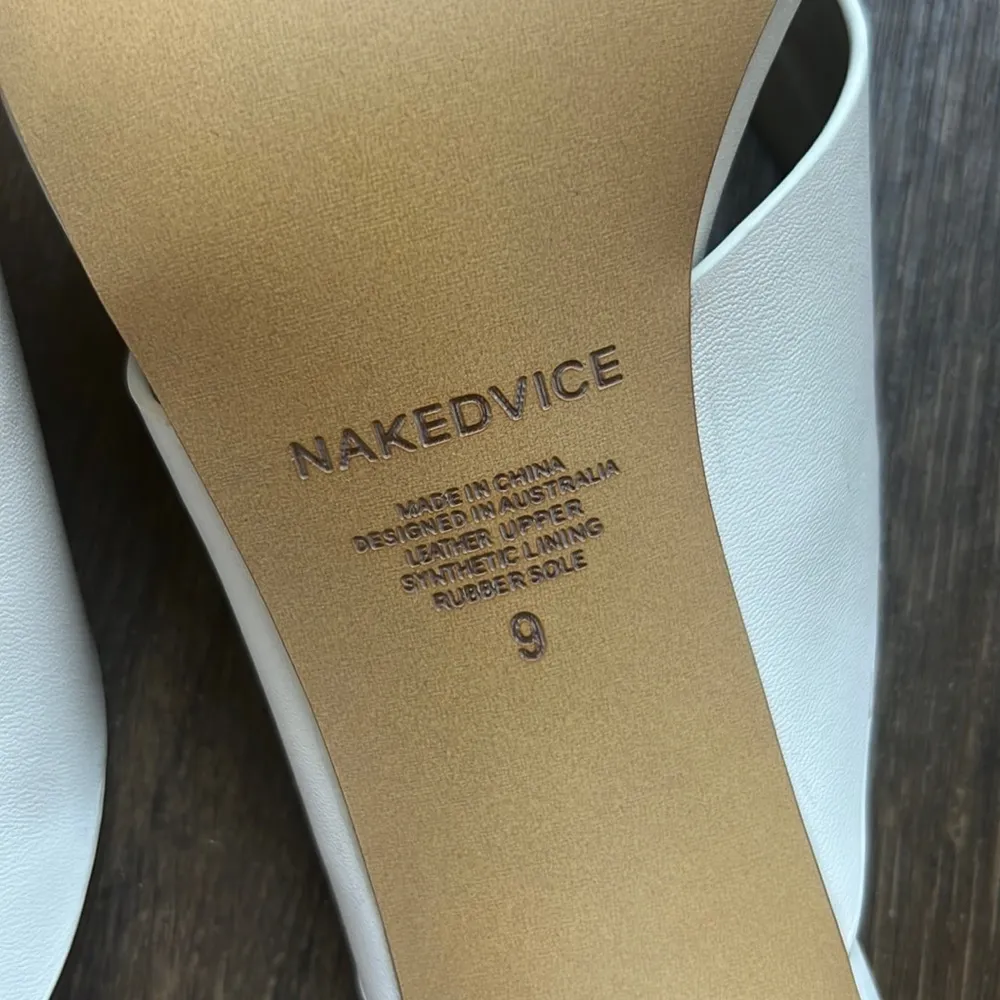 NAKEDVICE
MADE IN CHINA
DESIGNED IN AUSTRALIA
LEATHER UPPER
SYNTHETIC LINING
RUBBER SOLE
9